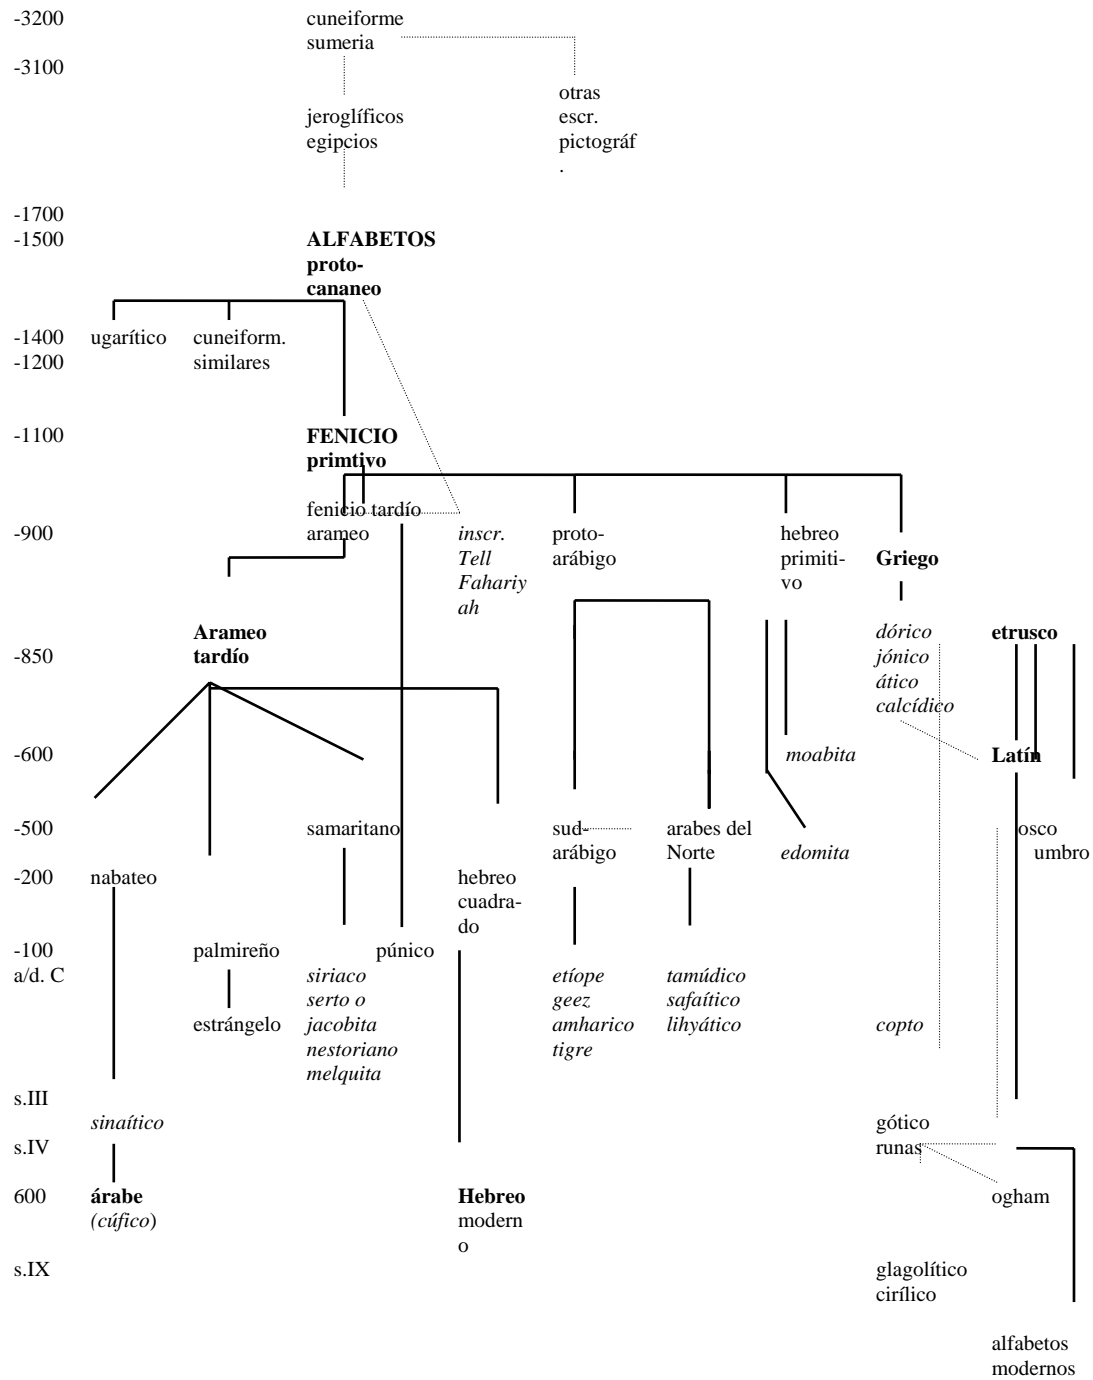 -3200 cuneiforme
sumeria
-3100
otras
jeroglíficos escr.
egipcios pictográf
.
-1700
-1500 ALFABETOS
proto-
cananeo
-1400 ugarítico cuneiform.
-1200 similares
-1100 FENICIO
primtivo
fenicio tardío
-900 arameo inscr. proto- hebreo
Tell arábigo primiti- Griego
Fahariy vo
ah
Arameo dórico etrusco
-850 tardío jónico
ático
calcídico
-600 moabita Latín
-500 samaritano sud- arabes del osco
arábigo Norte edomita umbro
-200 nabateo hebreo
cuadra-
do
-100 palmireño púnico
a/d. C siriaco etíope tamúdico
serto o geez safaítico
estrángelo jacobita amharico lihyático copto
nestoriano tigre
melquita
s.III
sinaítico gótico
s.IV runas
600 árabe Hebreo ogham
(cúfico) modern
o
s.IX glagolítico
cirílico
alfabetos
modernos